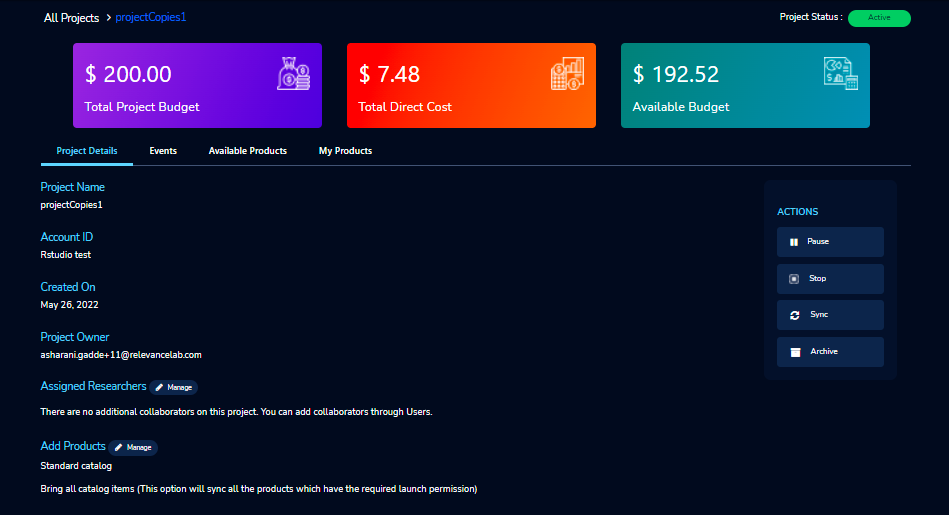 All Projects > projectCopies1
Project Status : Active
$ 200.00
Total Project Budget
$ 7.48
Total Direct Cost
$ 192.52
Available Budget
Project Details Events Available Products My Products
Project Name
projectCopies1
Account ID
Rstudio test
Created On
May 26, 2022
Project Owner
asharani.gadde+11@relevancelab.com
Assigned Researchers Manage
There are no additional collaborators on this project. You can add collaborators through Users.
Add Products Manage
Standard catalog
Bring all catalog items (This option will sync all the products which have the required launch permission)
ACTIONS
Pause
Stop
Sync
Archive